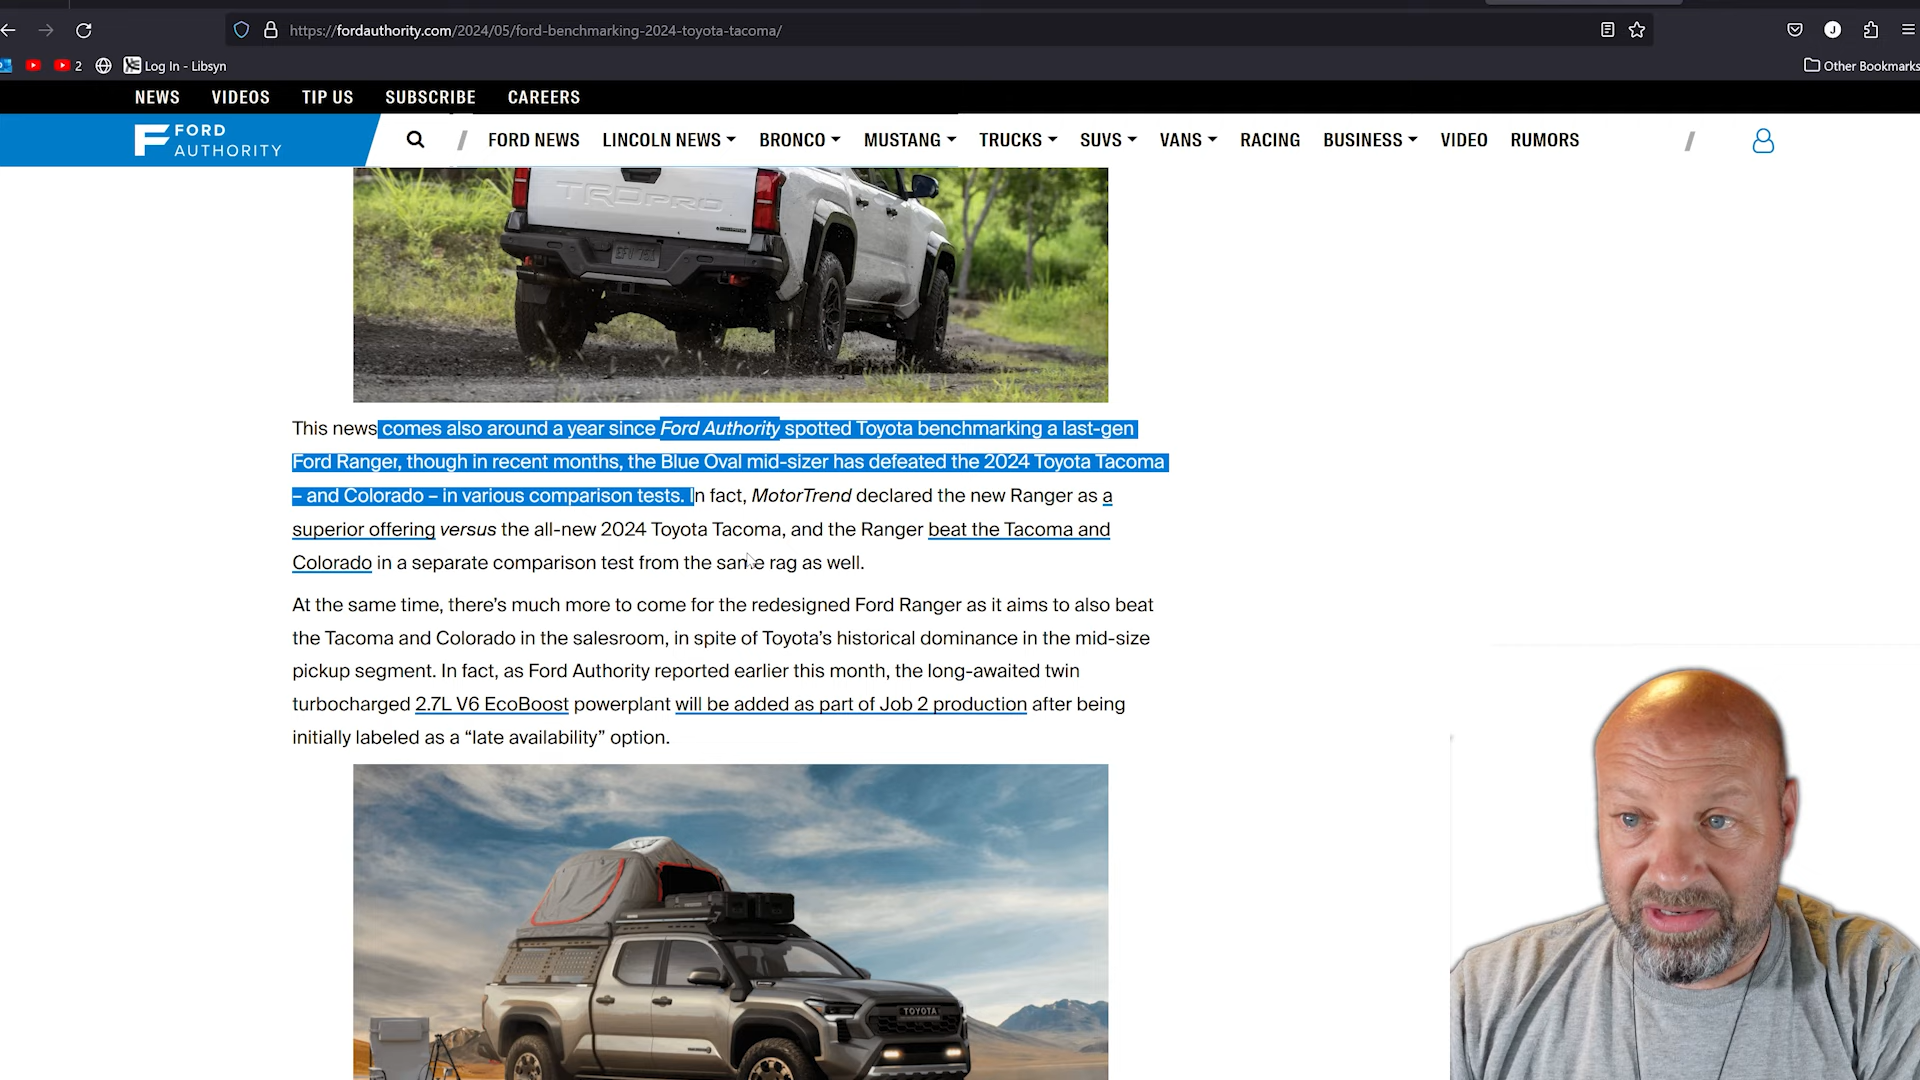 https://fordauthority.com/2024/05/ford-benchmarking-2024-toyota-tacoma/
2
Log In - Libsyn
Other Bookmarks
J
NEWS VIDEOS TIP US SUBSCRIBE CAREERS
FORD
AUTHORITY
/ FORD NEWS LINCOLN NEWS BRONCO MUSTANG TRUCKS SUVS VANS RACING BUSINESS VIDEO RUMORS /
TRD PRO
This news comes also around a year since Ford Authority spotted Toyota benchmarking a last-gen
Ford Ranger, though in recent months, the Blue Oval mid-sizer has defeated the 2024 Toyota Tacoma
– and Colorado – in various comparison tests. In fact, MotorTrend declared the new Ranger as a
superior offering versus the all-new 2024 Toyota Tacoma, and the Ranger beat the Tacoma and
Colorado in a separate comparison test from the same rag as well.
At the same time, there’s much more to come for the redesigned Ford Ranger as it aims to also beat
the Tacoma and Colorado in the salesroom, in spite of Toyota’s historical dominance in the mid-size
pickup segment. In fact, as Ford Authority reported earlier this month, the long-awaited twin
turbocharged 2.7L V6 EcoBoost powerplant will be added as part of Job 2 production after being
initially labeled as a “late availability” option.
TOYOTA